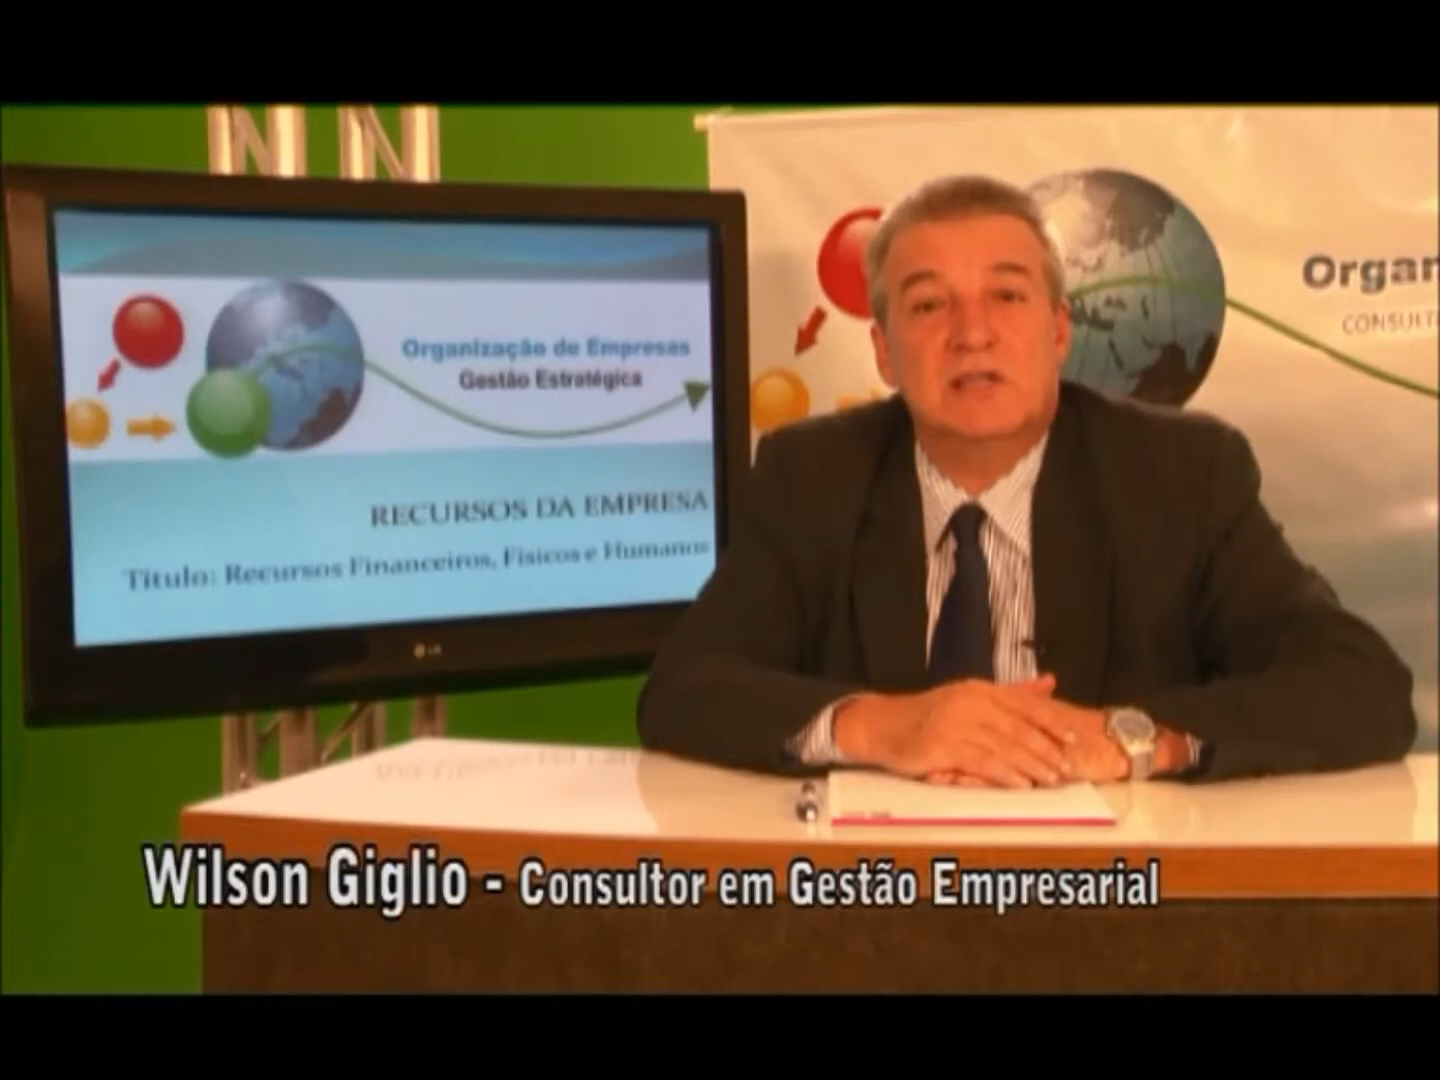 Organização de Empresas
Gestão Estratégica
RECURSOS DA EMPRESA
Título: Recursos Financeiros, Físicos e Humanos
LG
Organ
CONSULT
Wilson Giglio - Consultor em Gestão Empresarial